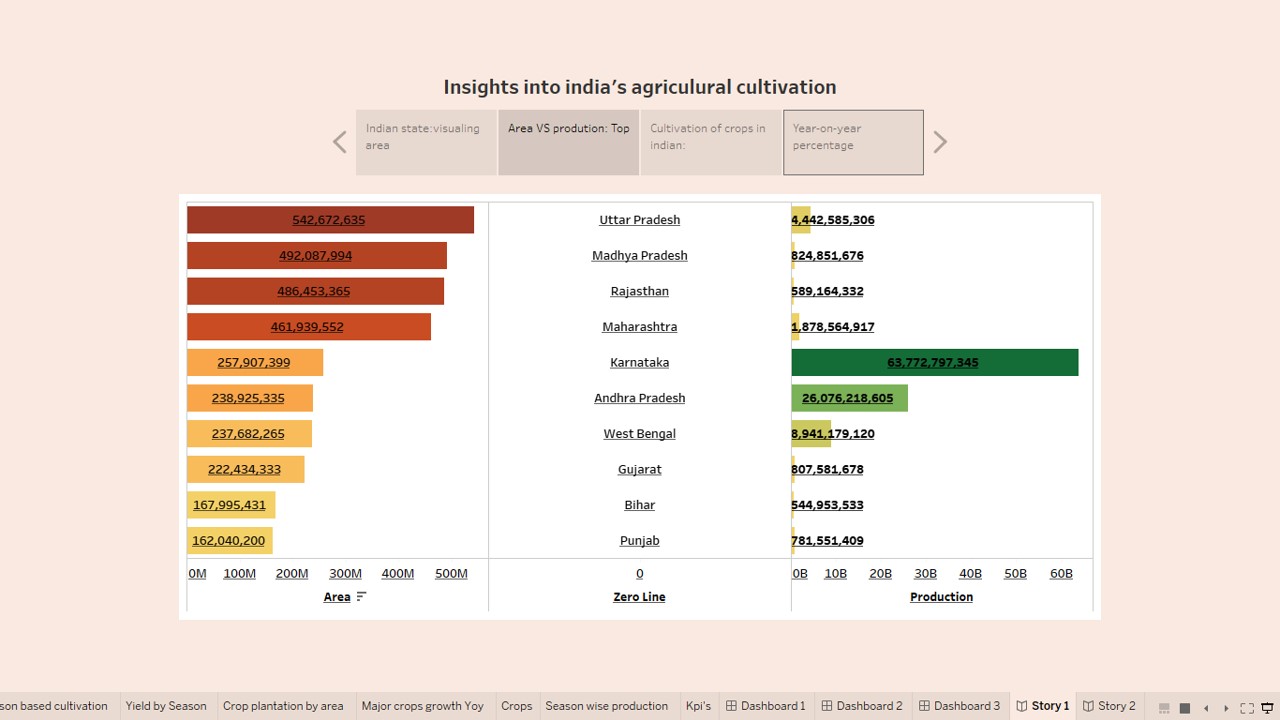 Insights into india's agriculural cultivation
Indian state:visualing area
Area VS prodution: Top
Cultivation of crops in indian:
Year-on-year percentage
542,672,635 Uttar Pradesh 4,442,585,306
492,087,994 Madhya Pradesh 824,851,676
486,453,365 Rajasthan 589,164,332
461,939,552 Maharashtra 1,878,564,917
257,907,399 Karnataka 63,772,797,345
238,925,335 Andhra Pradesh 26,076,218,605
237,682,265 West Bengal 8,941,179,120
222,434,333 Gujarat 807,581,678
167,995,431 Bihar 544,953,533
162,040,200 Punjab 781,551,409
0M 100M 200M 300M 400M 500M 0 0B 10B 20B 30B 40B 50B 60B
Area Zero Line Production
son based cultivation Yield by Season Crop plantation by area Major crops growth Yoy Crops Season wise production Kpi's Dashboard 1 Dashboard 2 Dashboard 3 Story 1 Story 2